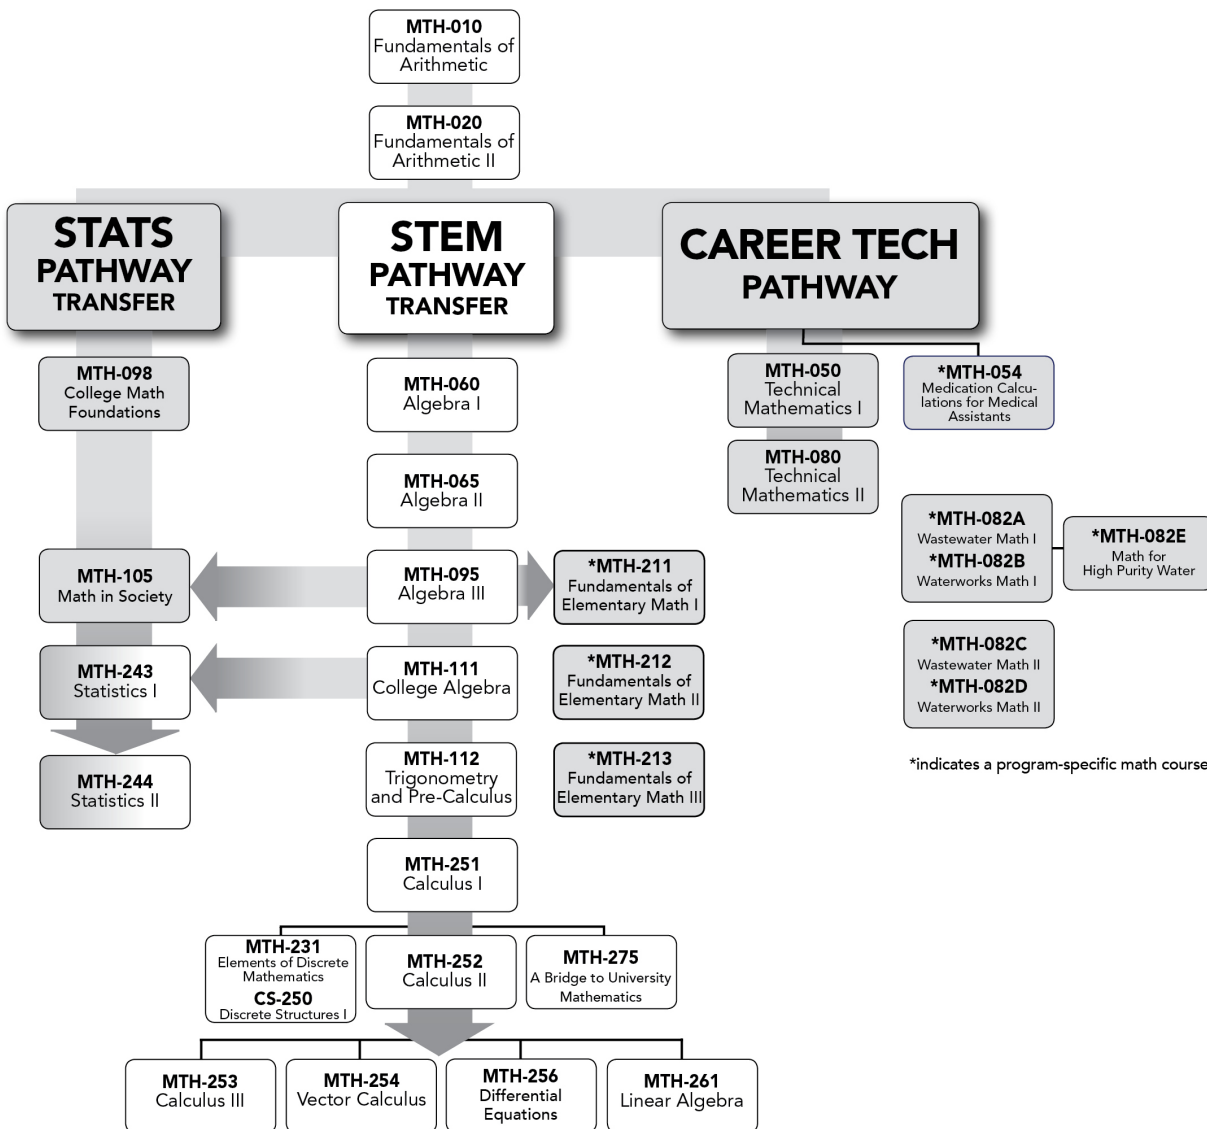 MTH-010
Fundamentals of
Arithmetic
MTH-020
Fundamentals of
Arithmetic II
STATS
PATHWAY
TRANSFER
STEM
PATHWAY
TRANSFER
CAREER TECH
PATHWAY
MTH-098
College Math
Foundations
MTH-060
Algebra I
MTH-050
Technical
Mathematics I
*MTH-054
Medication Calcu-
lations for Medical
Assistants
MTH-065
Algebra II
MTH-080
Technical
Mathematics II
*MTH-082A
Wastewater Math I
*MTH-082B
Waterworks Math I
*MTH-082E
Math for
High Purity Water
MTH-105
Math in Society
MTH-095
Algebra III
*MTH-211
Fundamentals of
Elementary Math I
*MTH-082C
Wastewater Math II
*MTH-082D
Waterworks Math II
MTH-243
Statistics I
MTH-111
College Algebra
*MTH-212
Fundamentals of
Elementary Math II
MTH-244
Statistics II
MTH-112
Trigonometry
and Pre-Calculus
*MTH-213
Fundamentals of
Elementary Math III
*indicates a program-specific math course
MTH-251
Calculus I
MTH-231
Elements of Discrete
Mathematics
CS-250
Discrete Structures I
MTH-252
Calculus II
MTH-275
A Bridge to University
Mathematics
MTH-253
Calculus III
MTH-254
Vector Calculus
MTH-256
Differential
Equations
MTH-261
Linear Algebra